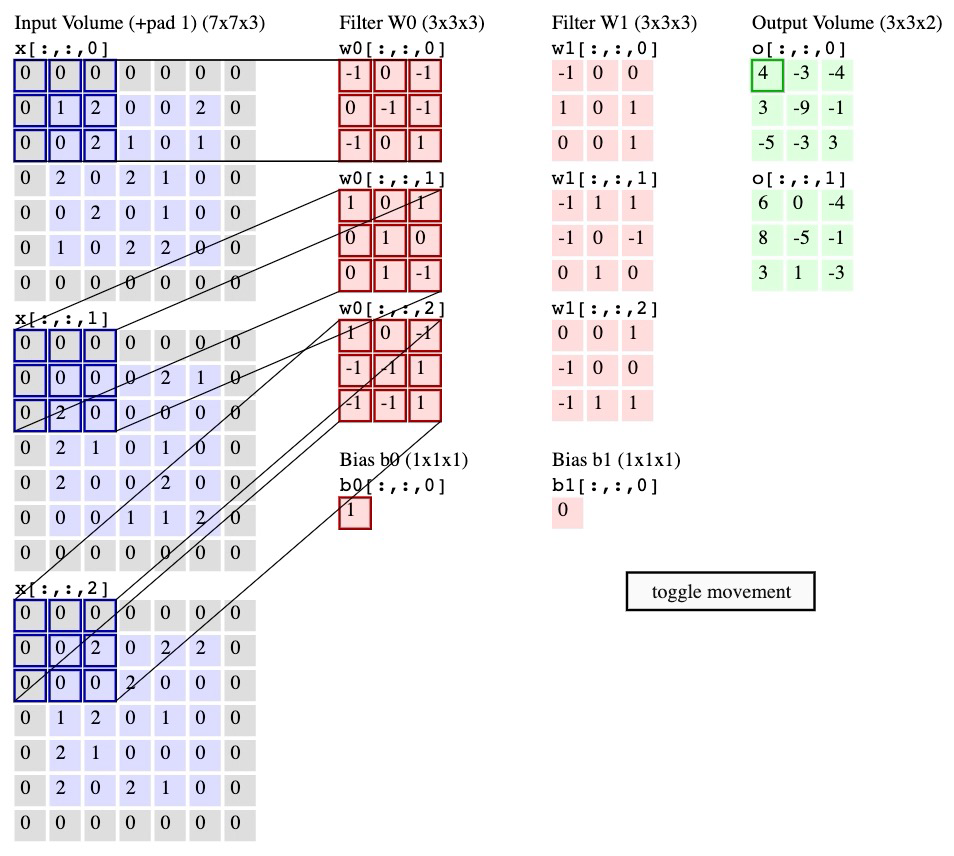 Input Volume (+pad 1) (7x7x3)
x[:,:,0]
0 0 0 0 0 0 0
0 1 2 0 0 2 0
0 0 2 1 0 1 0
0 2 0 2 1 0 0
0 0 2 0 1 0 0
0 1 0 2 2 0 0
0 0 0 0 0 0 0
x[:,:,1]
0 0 0 0 0 0 0
0 0 0 0 2 1 0
0 2 0 0 0 0 0
0 2 1 0 1 0 0
0 2 0 0 2 0 0
0 0 0 1 1 2 0
0 0 0 0 0 0 0
x[:,:,2]
0 0 0 0 0 0 0
0 0 2 0 2 2 0
0 0 0 2 0 0 0
0 1 2 0 1 0 0
0 2 1 0 0 0 0
0 2 0 2 1 0 0
0 0 0 0 0 0 0
Filter W0 (3x3x3)
w0[:,:,0]
-1 0 -1
0 -1 -1
-1 0 1
w0[:,:,1]
1 0 1
0 1 0
0 1 -1
w0[:,:,2]
1 0 -1
-1 -1 1
-1 -1 1
Bias b0 (1x1x1)
b0[:,:,0]
1
Filter W1 (3x3x3)
w1[:,:,0]
-1 0 0
1 0 1
0 0 1
w1[:,:,1]
-1 1 1
-1 0 -1
0 1 0
w1[:,:,2]
0 0 1
-1 0 0
-1 1 1
Bias b1 (1x1x1)
b1[:,:,0]
0
Output Volume (3x3x2)
o[:,:,0]
4 -3 -4
3 -9 -1
-5 -3 3
o[:,:,1]
6 0 -4
8 -5 -1
3 1 -3
toggle movement